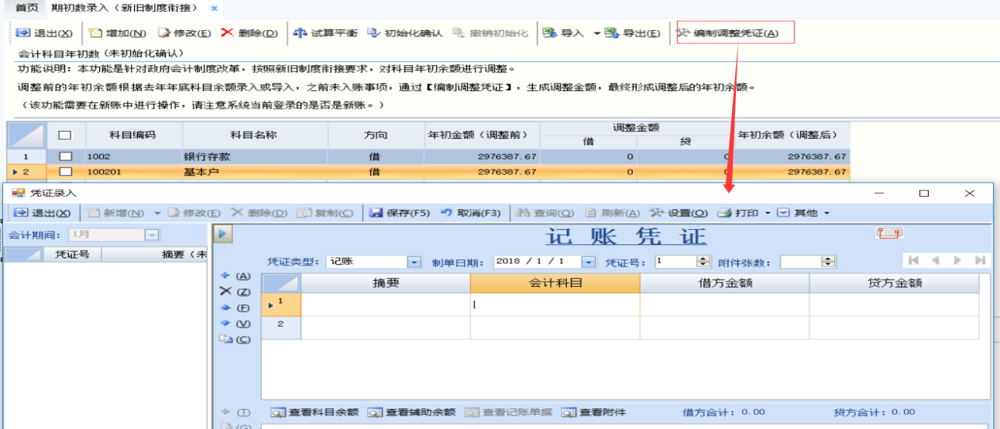 首页 期初数录入（新旧制度衔接） ×
退出(X) 增加(N) 修改(E) 删除(D) 试算平衡 初始化确认 撤销初始化 导入 导出(E) 编制调整凭证(A)
会计科目年初数（未初始化确认）
功能说明：本功能是针对政府会计制度改革，按照新旧制度衔接要求，对科目年初余额进行调整。
调整前的年初余额根据去年年底科目余额录入或导入，之前未入账事项，通过【编制调整凭证】，生成调整金额，最终形成调整后的年初余额。
（该功能需要在新账中进行操作，请注意系统当前登录的是否是新账。）
科目编码 科目名称 方向 年初金额（调整前） 调整金额 年初余额（调整后）
借 贷
1 1002 银行存款 借 2976387.67 0 0 2976387.67
2 100201 基本户 借 2976387.67 0 0 2976387.67
凭证录入
退出(X) 新增(N) 修改(E) 删除(D) 复制(C) 保存(F5) 取消(F3) 查询(Q) 刷新(A) 设置(O) 打印 其他
会计期间： 1月
记 账 凭 证
凭证号 摘要（未
凭证类型： 记账 制单日期： 2018 / 1 / 1 凭证号： 1 附件张数：
(A)
(Z)
(F)
(V)
(C)
摘要 会计科目 借方金额 贷方金额
1
2
(I) 查看科目余额 查看辅助余额 查看记账单据 查看附件 借方合计：0.00 贷方合计：0.00
(G)